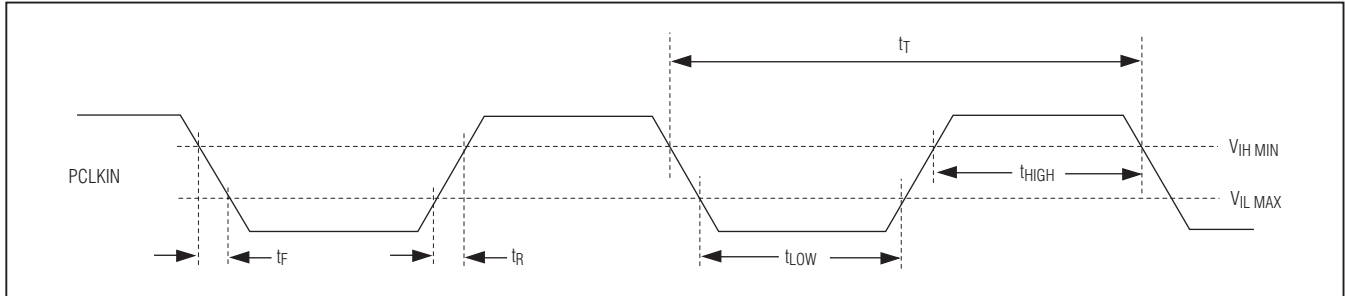 tT
VIH MIN
PCLKIN
tHIGH
VIL MAX
tF
tR
tLOW